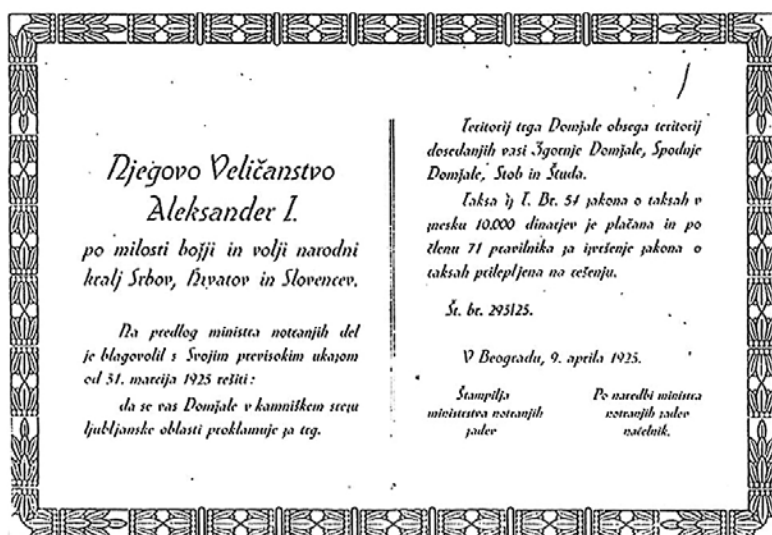 Njegovo Veličanstvo
Aleksander I.
po milosti božji in volji narodni
kralj Srbov, Hrvatov in Slovencev.
Na predlog ministra notranjih del
je blagovolil s Svojim previsokim ukazom
od 31. marcija 1925 rešiti:
da se vas Domžale v kamniškem srezu
ljubljanske oblasti proklamuje za trg.
Teritorij trga Domžale obsega teritorij
dosedanjih vasi Zgornje Domžale, Spodnje
Domžale, Stob in Študa.
Taksa iz T. Br. 51 zakona o taksah v
znesku 10.000 dinarjev je plačana in po
členu 71 pravilnika za izvršenje zakona o
taksah prilepljena na rešenju.
Št. br. 293125.
V Beogradu, 9. aprila 1925.
Štampilja
ministrstva notranjih
zadev
Po naredbi ministra
notranjih zadev
načelnik.